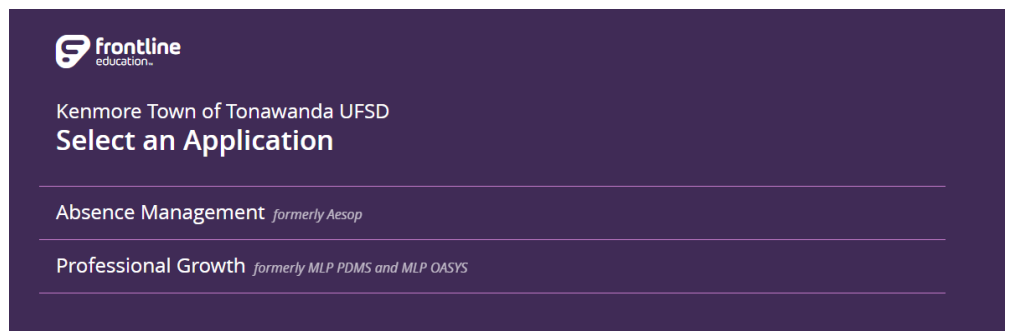 frontline
education™
Kenmore Town of Tonawanda UFSD
Select an Application
Absence Management formerly Aesop
Professional Growth formerly MLP PDMS and MLP OASYS